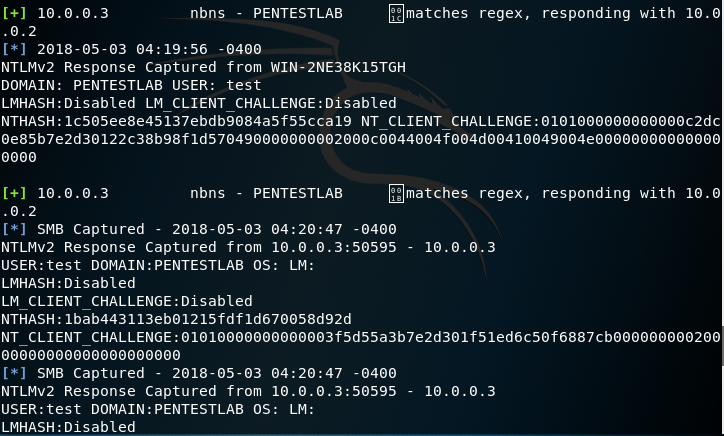 [+] 10.0.0.3 nbns - PENTESTLAB 001C matches regex, responding with 10.0
.0.2
[*] 2018-05-03 04:19:56 -0400
NTLMv2 Response Captured from WIN-2NE38K15TGH
DOMAIN: PENTESTLAB USER: test
LMHASH:Disabled LM_CLIENT_CHALLENGE:Disabled
NTHASH:1c505ee8e45137ebdb9084a5f55cca19 NT_CLIENT_CHALLENGE:0101000000000000c2dc
0e85b7e2d30122c38b98f1d570490000000002000c0044004f004d00410049004e00000000000000
0000
[+] 10.0.0.3 nbns - PENTESTLAB 001B matches regex, responding with 10.0
.0.2
[*] SMB Captured - 2018-05-03 04:20:47 -0400
NTLMv2 Response Captured from 10.0.0.3:50595 - 10.0.0.3
USER:test DOMAIN:PENTESTLAB OS: LM:
LMHASH:Disabled
LM_CLIENT_CHALLENGE:Disabled
NTHASH:1bab443113eb01215fdf1d670058d92d
NT_CLIENT_CHALLENGE:01010000000000003f5d55a3b7e2d301f51ed6c50f6887cb000000000200
00000000000000000000
[*] SMB Captured - 2018-05-03 04:20:47 -0400
NTLMv2 Response Captured from 10.0.0.3:50595 - 10.0.0.3
USER:test DOMAIN:PENTESTLAB OS: LM:
LMHASH:Disabled